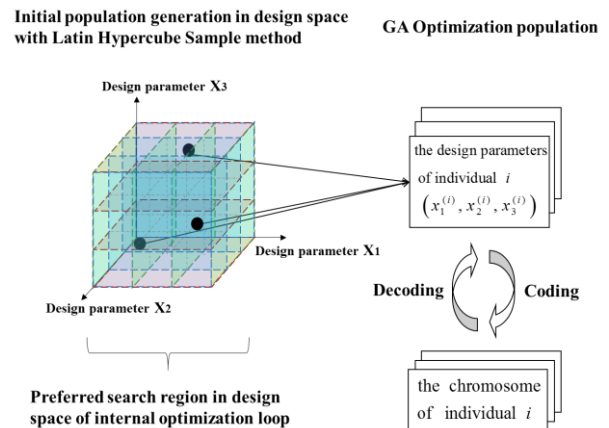 Initial population generation in design space
with Latin Hypercube Sample method
GA Optimization population
Design parameter X3
the design parameters
of individual i
(x₁⁽ⁱ⁾, x₂⁽ⁱ⁾, x₃⁽ⁱ⁾)
Design parameter X1
Design parameter X2
Decoding
Coding
Preferred search region in design
space of internal optimization loop
the chromosome
of individual i